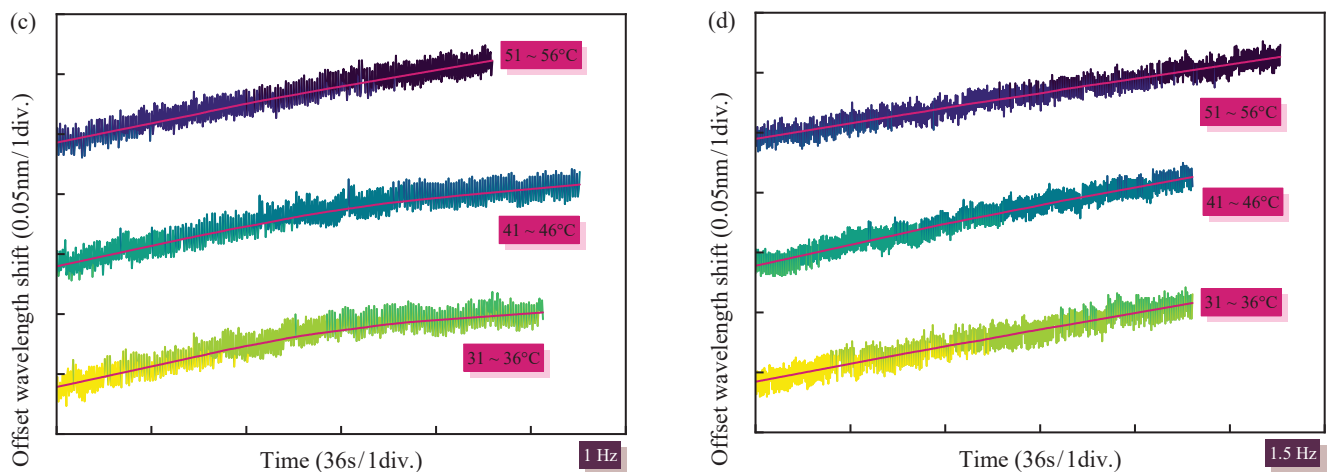 (c)
Offset wavelength shift (0.05nm/1div.)
51 ~ 56°C
41 ~ 46°C
31 ~ 36°C
Time (36s/1div.)
1 Hz
(d)
Offset wavelength shift (0.05nm/1div.)
51 ~ 56°C
41 ~ 46°C
31 ~ 36°C
Time (36s/1div.)
1.5 Hz